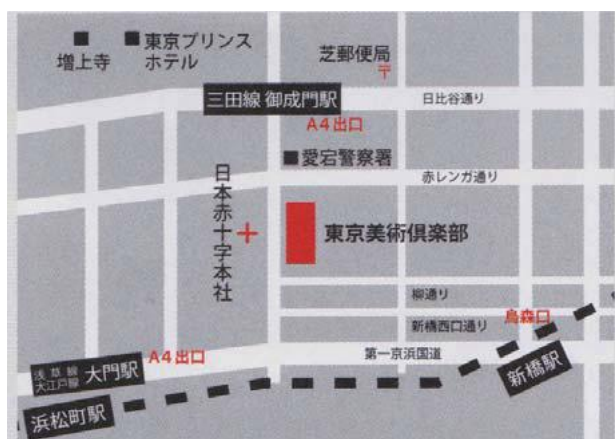 東京プリンス
ホテル
増上寺
芝郵便局
〒
三田線 御成門駅
日比谷通り
A4出口
愛宕警察署
赤レンガ通り
日本赤十字本社
東京美術倶楽部
柳通り
烏森口
新橋西口通り
第一京浜国道
A4出口
浅草線
大江戸線
大門駅
新橋駅
浜松町駅